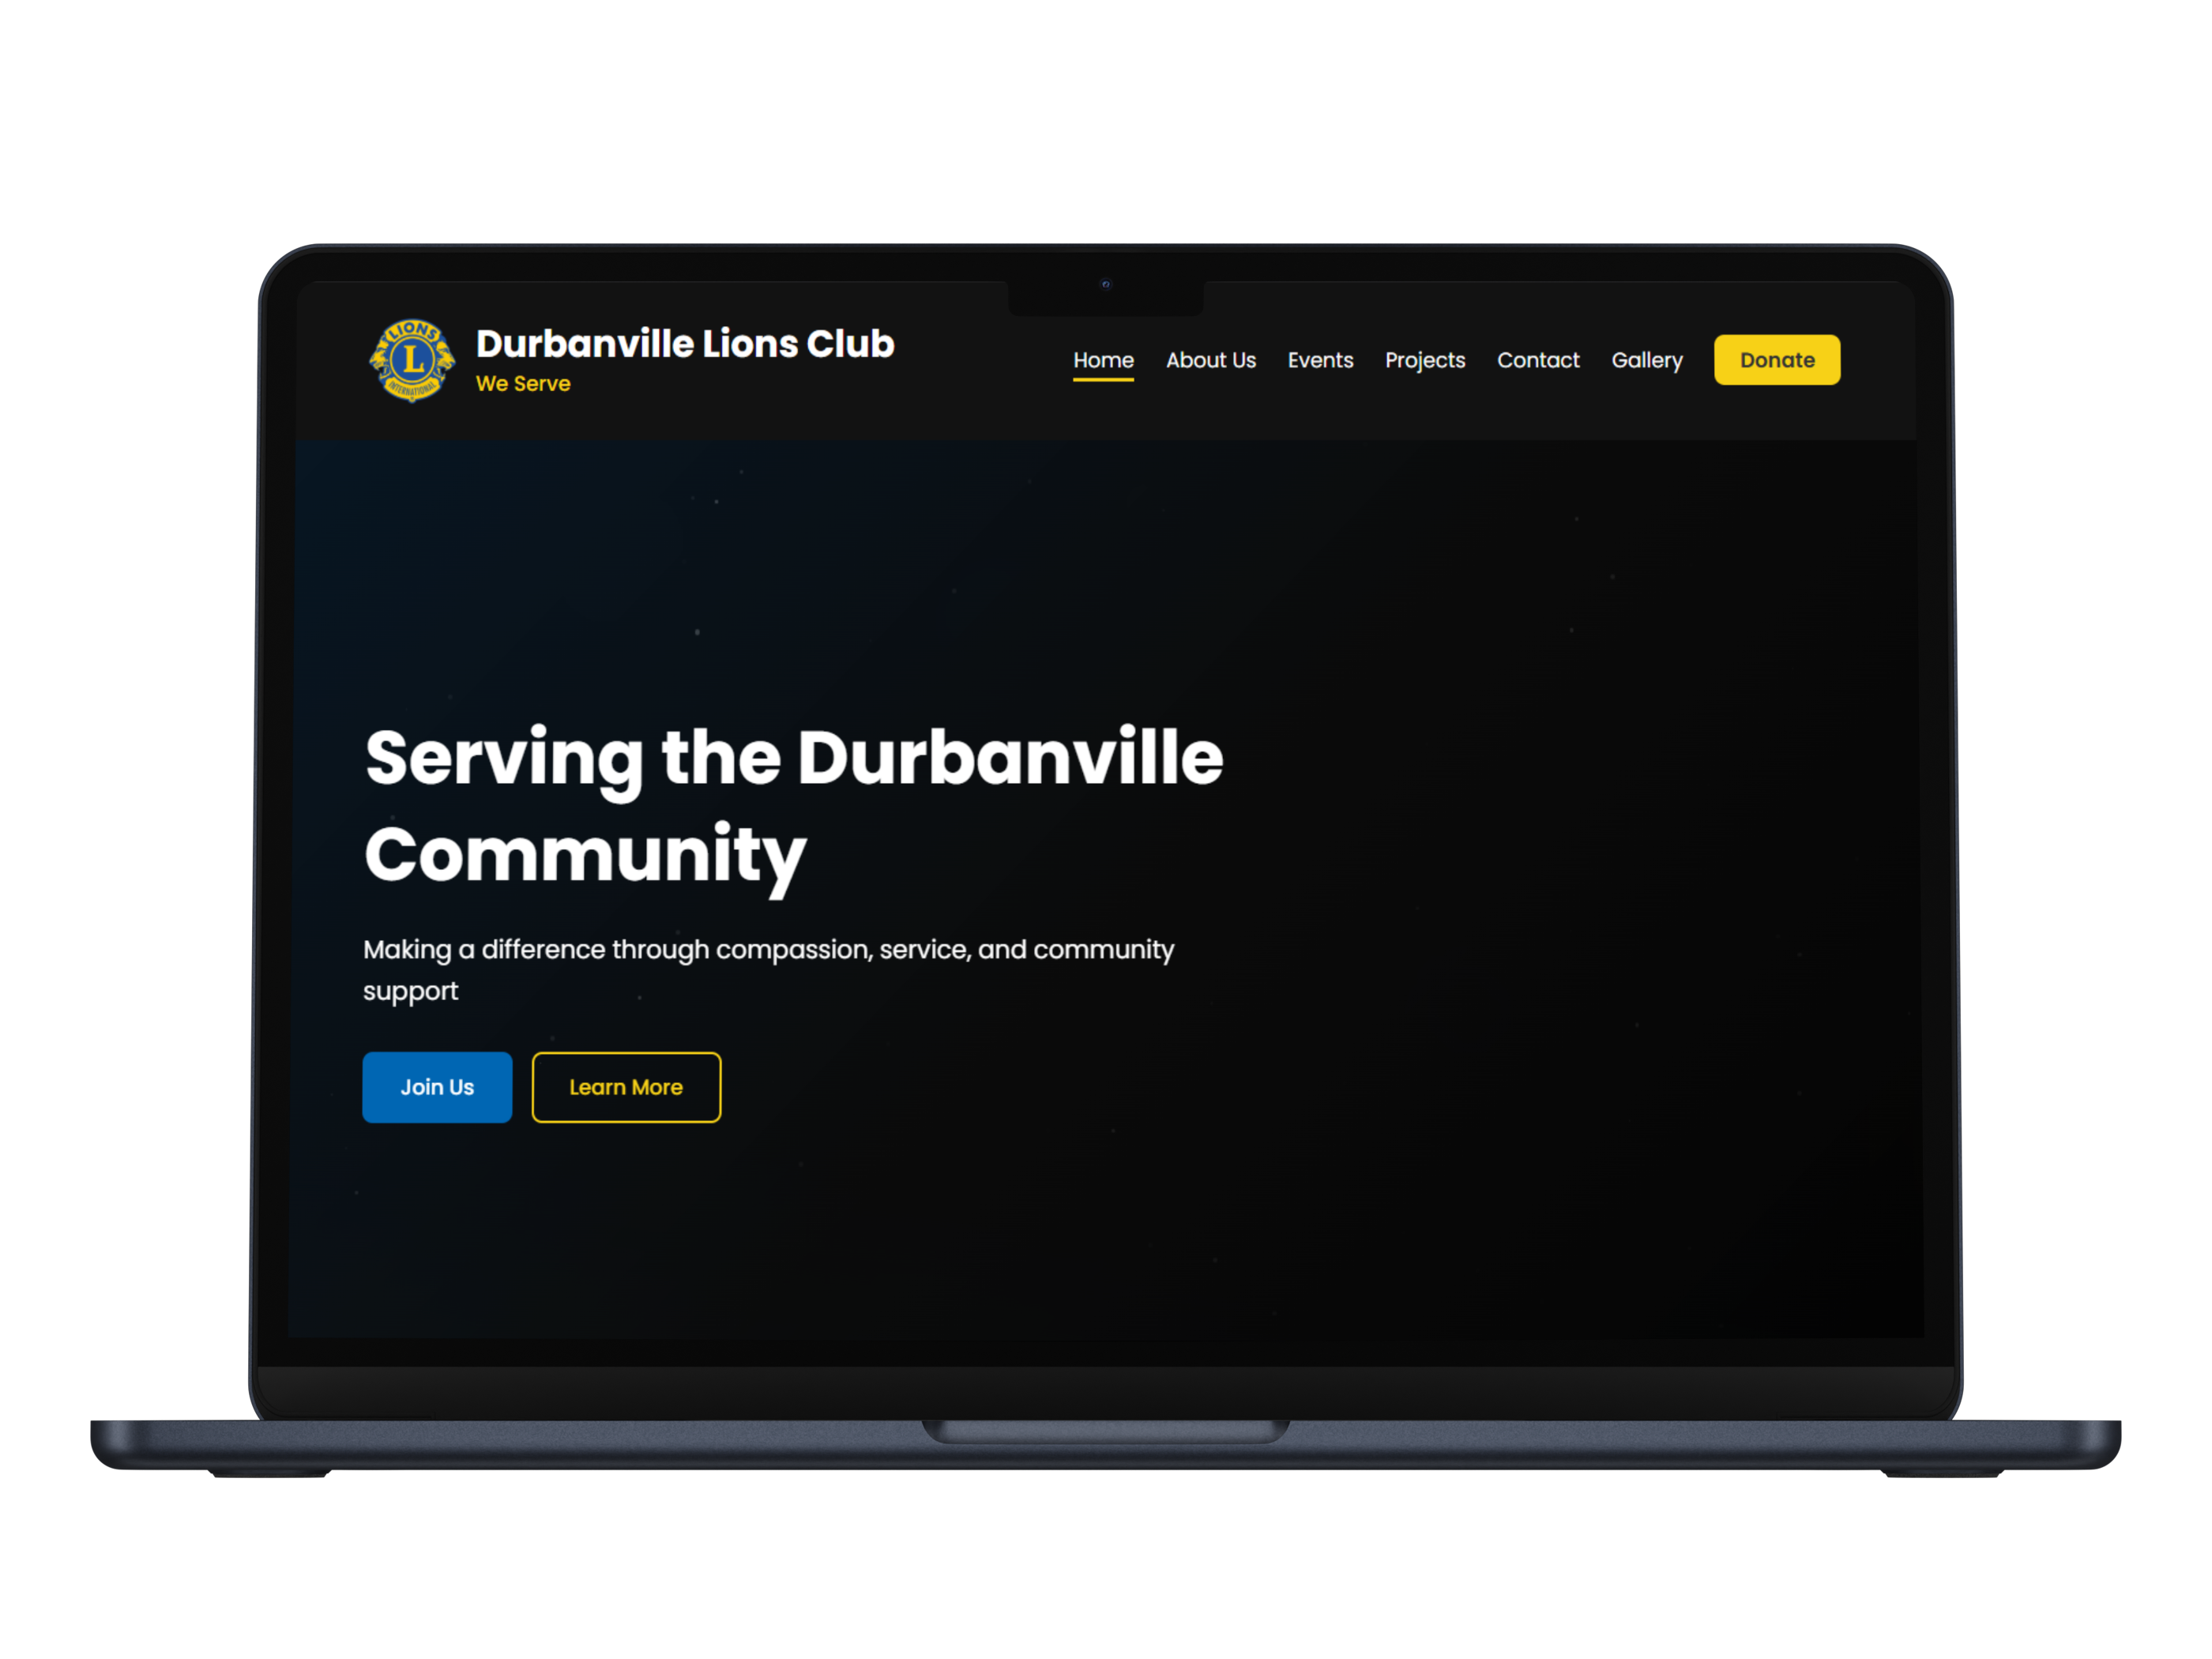 LIONS
L
INTERNATIONAL
Durbanville Lions Club
We Serve
Home About Us Events Projects Contact Gallery Donate
Serving the Durbanville
Community
Making a difference through compassion, service, and community
support
Join Us Learn More